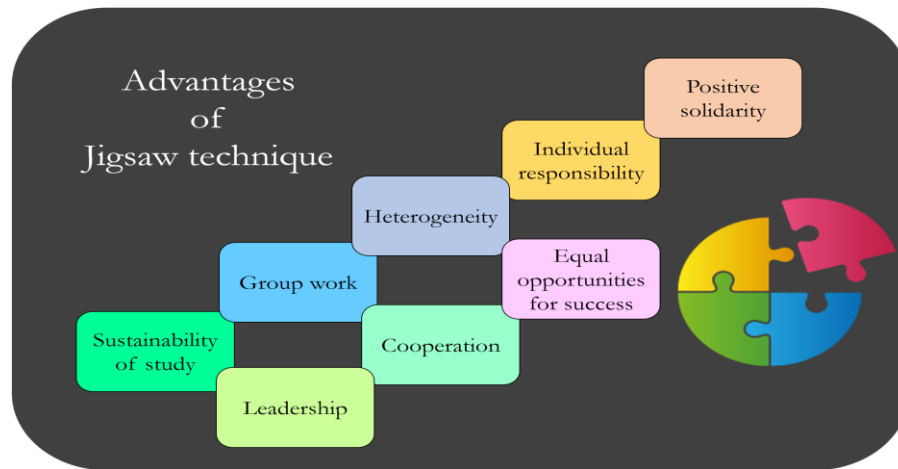 Advantages
of
Jigsaw technique
Positive
solidarity
Individual
responsibility
Heterogeneity
Equal
opportunities
for success
Group work
Cooperation
Sustainability
of study
Leadership